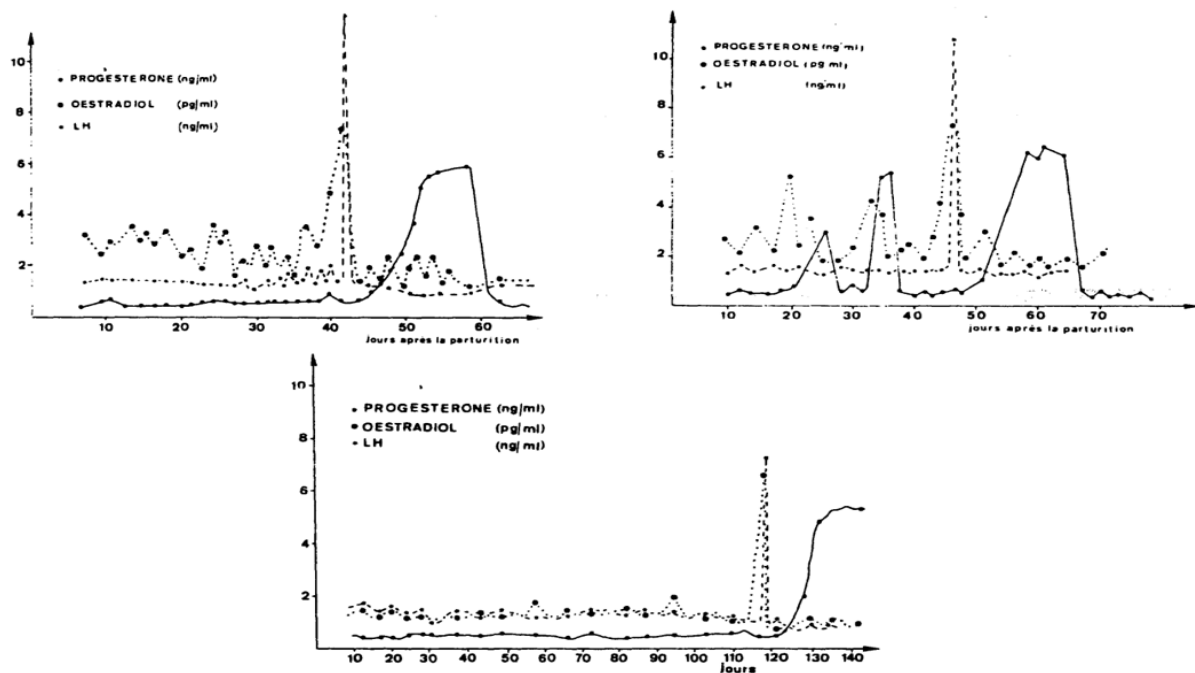 10
8
6
4
2
PROGESTERONE (ng/ml)
OESTRADIOL (pg/ml)
LH (ng/ml)
10 20 30 40 50 60
jours après la parturition
10
8
6
4
2
PROGESTERONE (ng/ml)
OESTRADIOL (pg ml)
LH (ng/ml)
10 20 30 40 50 60 70
jours après la parturition
10
8
6
4
2
PROGESTERONE (ng/ml)
OESTRADIOL (pg/ml)
LH (ng/ml)
10 20 30 40 50 60 70 80 90 100 110 120 130 140
jours